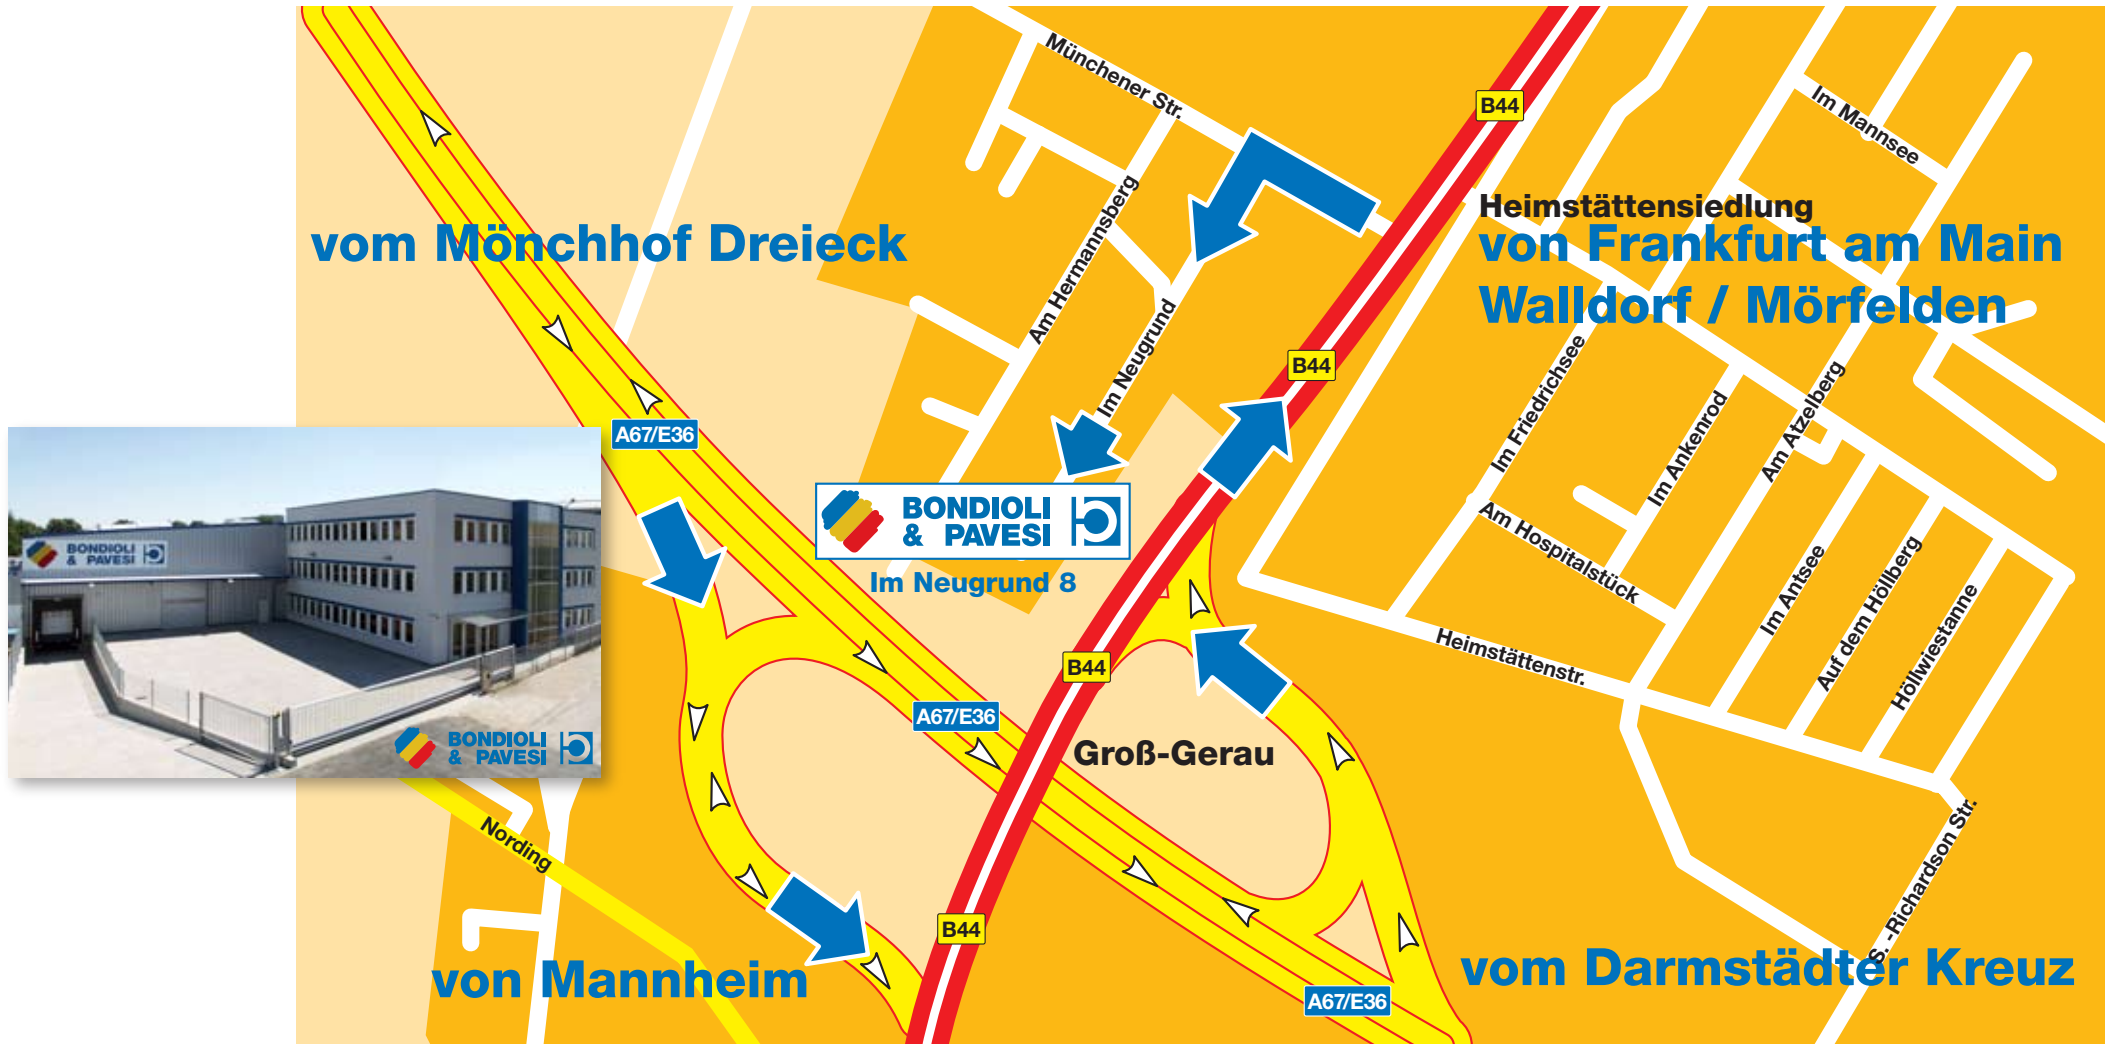 Münchener Str.
B44
Im Mannsee
Heimstättensiedlung
vom Mönchhof Dreieck
von Frankfurt am Main
Walldorf / Mörfelden
Am Hermannsberg
Im Neugrund
B44
Im Friedrichsee
Im Ankenrod
Am Atzelberg
A67/E36
BONDIOLI
& PAVESI
Im Neugrund 8
BONDIOLI
& PAVESI
Am Hospitalstück
Im Antsee
Auf dem Höllberg
Höllwiestanne
Heimstättenstr.
B44
A67/E36
Groß-Gerau
BONDIOLI
& PAVESI
Nording
S. -Richardson Str.
B44
von Mannheim
vom Darmstädter Kreuz
A67/E36